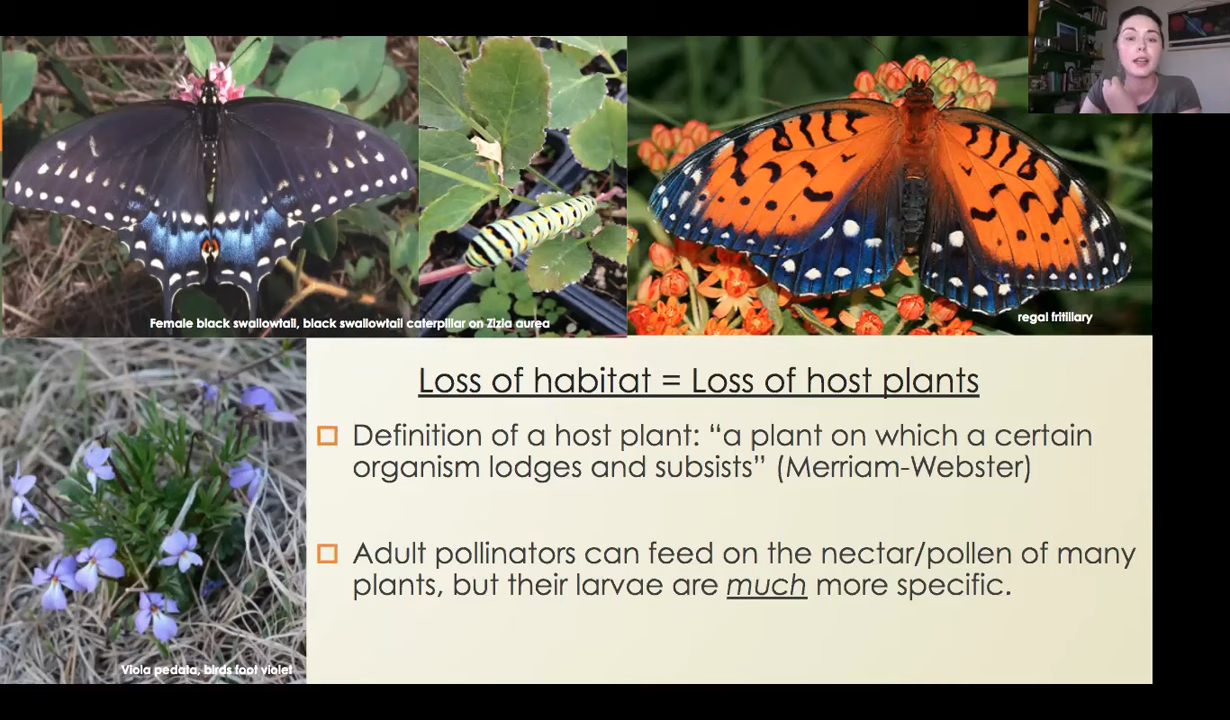 Female black swallowtail, black swallowtail caterpillar on Zizia aurea
regal fritillary
Loss of habitat = Loss of host plants
Definition of a host plant: “a plant on which a certain
organism lodges and subsists” (Merriam-Webster)
Adult pollinators can feed on the nectar/pollen of many
plants, but their larvae are much more specific.
Viola pedata, birds foot violet